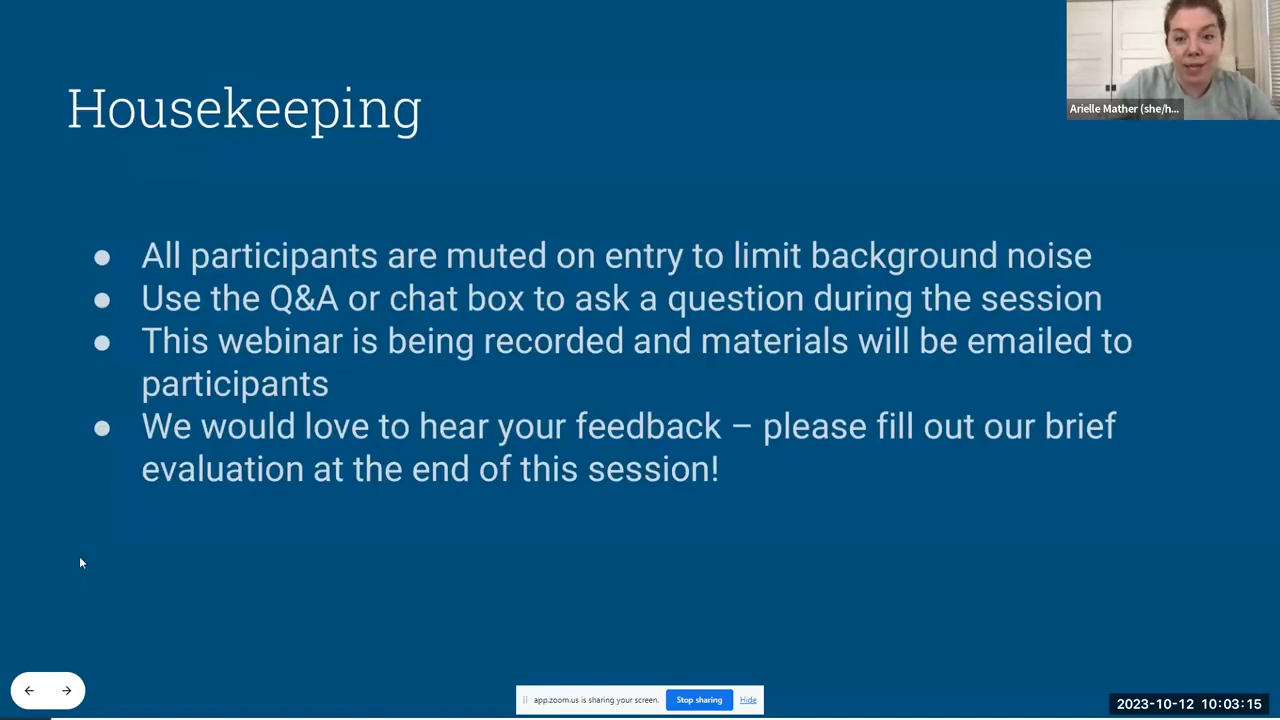 Housekeeping
Arielle Mather (she/h...
● All participants are muted on entry to limit background noise
● Use the Q&A or chat box to ask a question during the session
● This webinar is being recorded and materials will be emailed to
participants
● We would love to hear your feedback – please fill out our brief
evaluation at the end of this session!
app.zoom.us is sharing your screen. Stop sharing Hide
2023-10-12 10:03:15